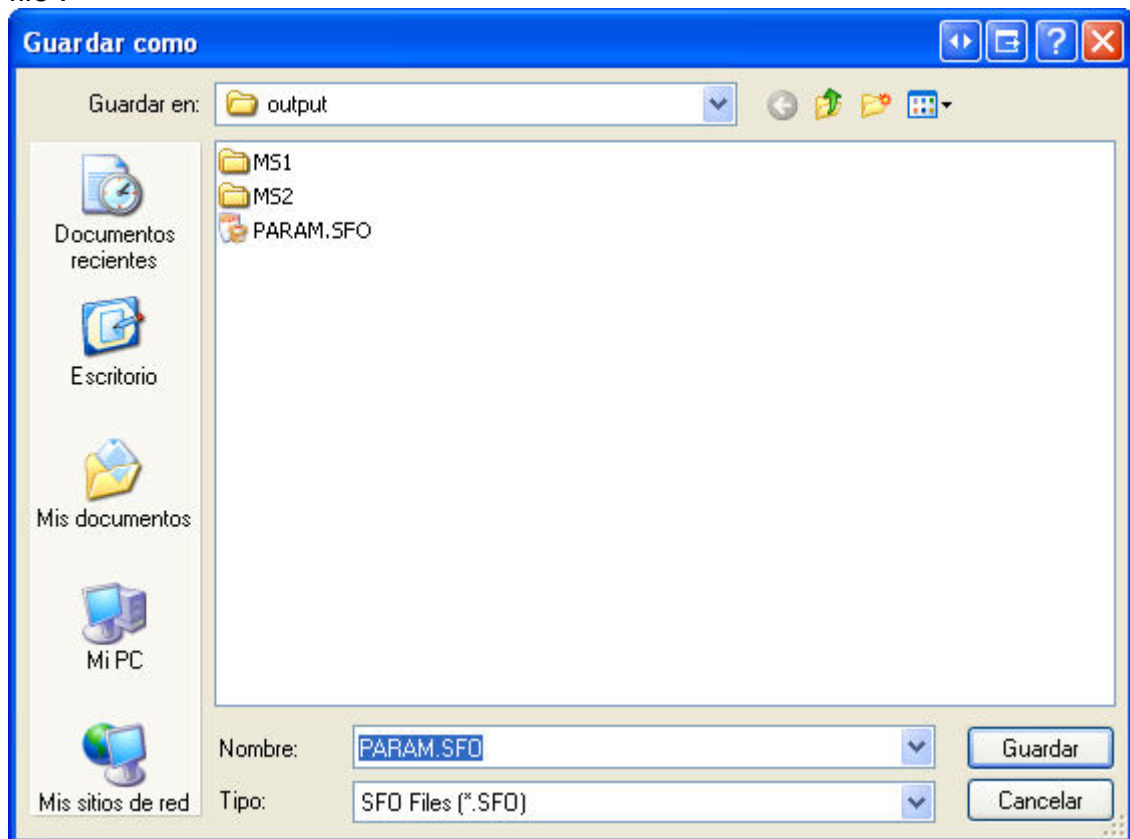 Guardar como
Guardar en:
output
MS1
MS2
PARAM.SFO
Documentos
recientes
Escritorio
Mis documentos
Mi PC
Mis sitios de red
Nombre:
PARAM.SFO
Guardar
Tipo:
SFO Files (*.SFO)
Cancelar